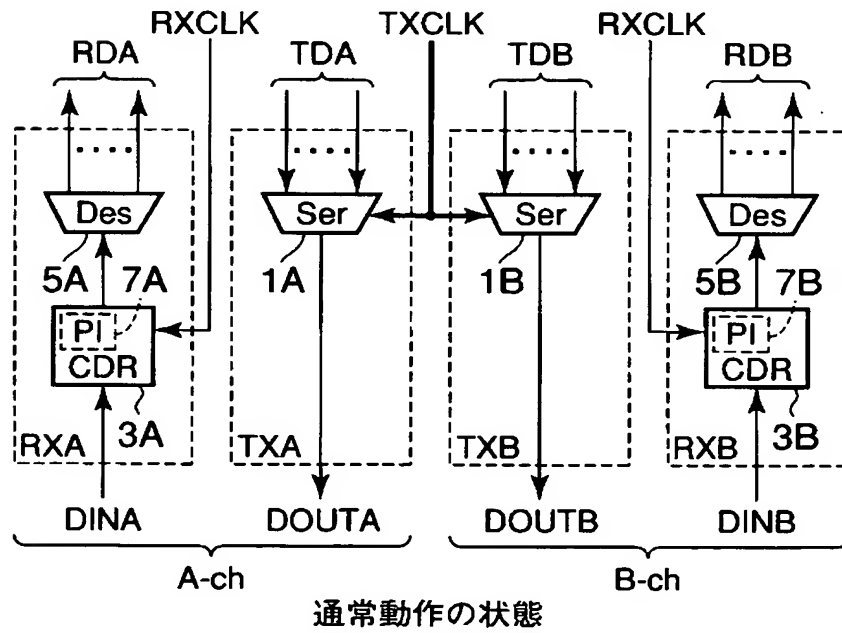 RXCLK TXCLK RXCLK
RDA TDA TDB RDB
Des Ser Ser Des
5A 7A 1A 1B 5B 7B
PI PI
CDR CDR
3A 3B
RXA TXA TXB RXB
DINA DOUTA DOUTB DINB
A-ch B-ch
通常動作の状態